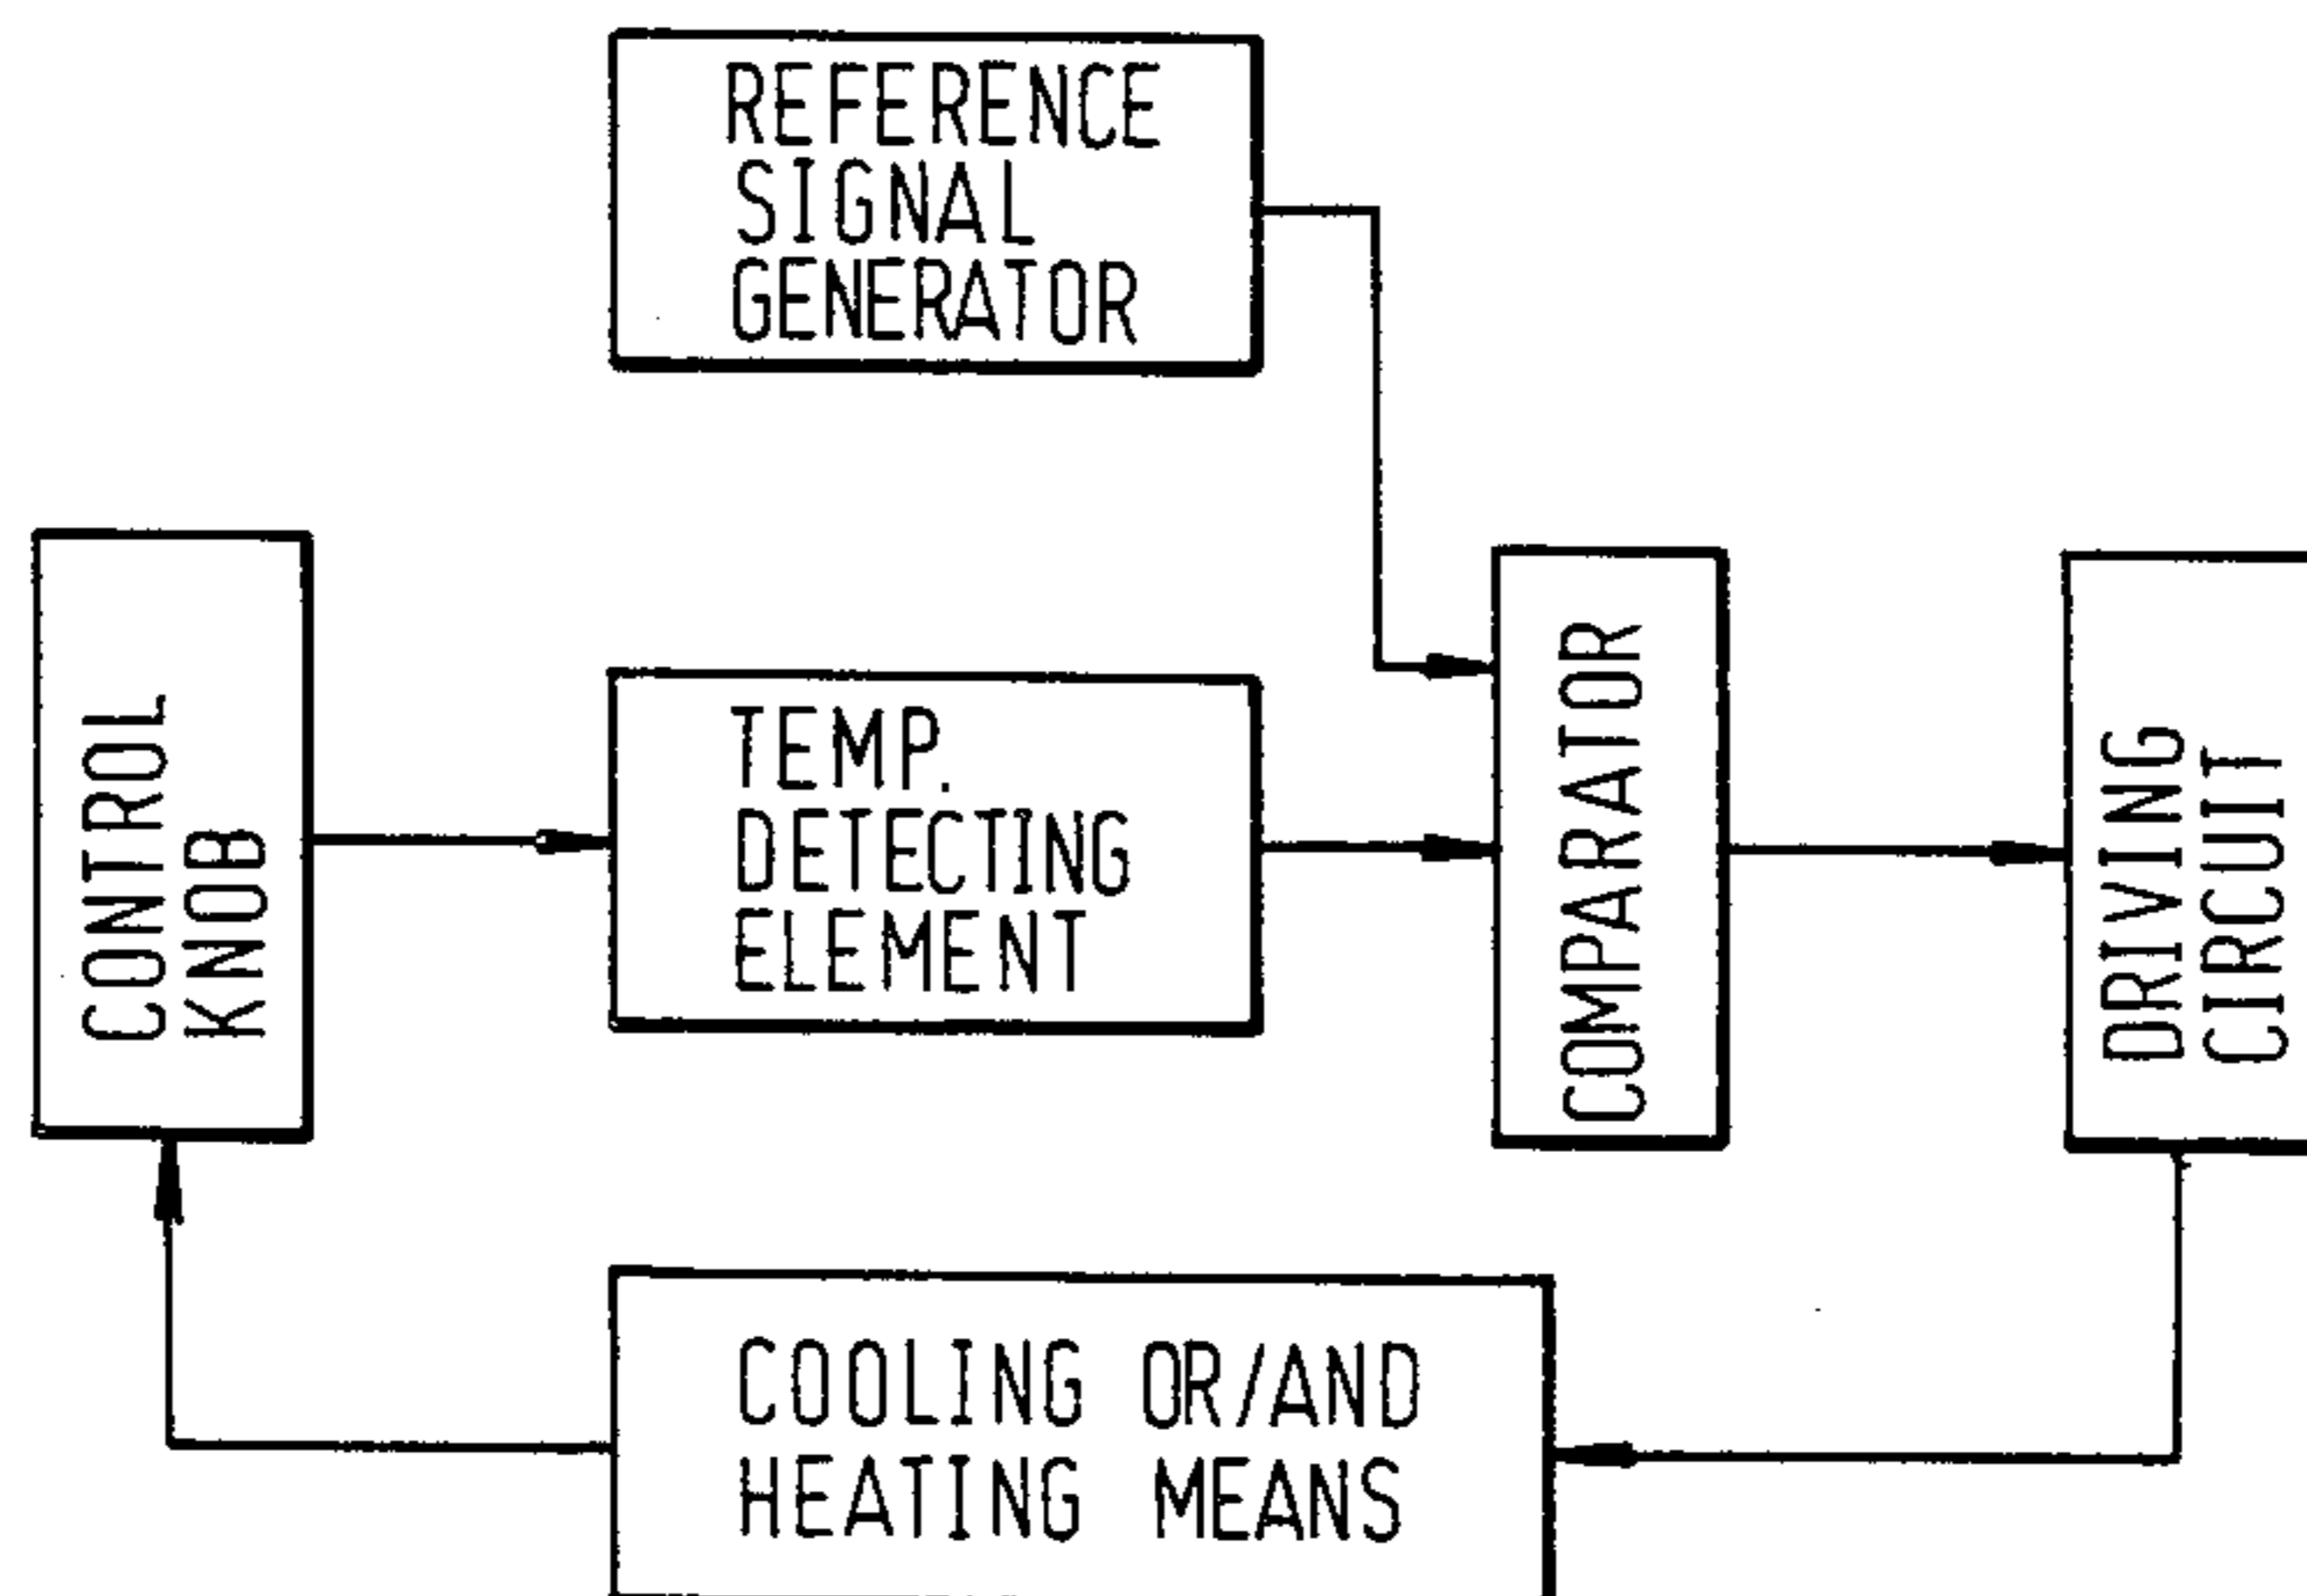 REFERENCE
SIGNAL
GENERATOR
CONTROL
KNOB
TEMP.
DETECTING
ELEMENT
COMPARATOR
DRIVING
CIRCUIT
COOLING OR/AND
HEATING MEANS